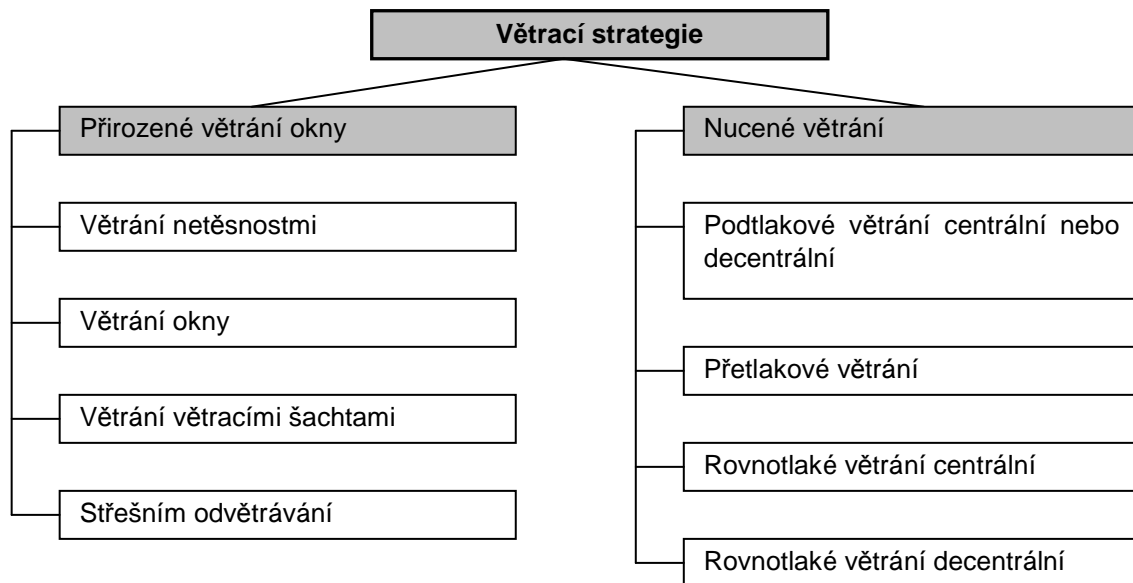 Větrací strategie
Přirozené větrání okny
Větrání netěsnostmi
Větrání okny
Větrání větracími šachtami
Střešním odvětrávání
Nucené větrání
Podtlakové větrání centrální nebo
decentrální
Přetlakové větrání
Rovnotlaké větrání centrální
Rovnotlaké větrání decentrální